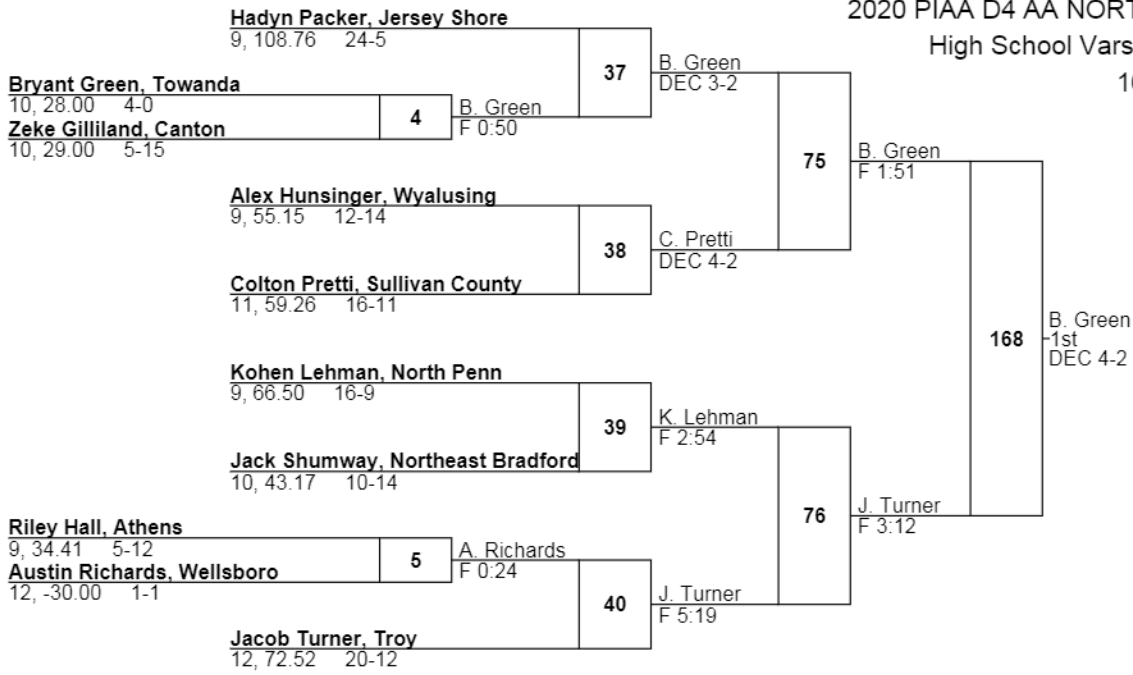 2020 PIAA D4 AA NORT
High School Vars
Hadyn Packer, Jersey Shore
9, 108.76 24-5
37
B. Green
DEC 3-2
Bryant Green, Towanda
10, 28.00 4-0
4
B. Green
F 0:50
Zeke Gilliland, Canton
10, 29.00 5-15
75
B. Green
F 1:51
Alex Hunsinger, Wyalusing
9, 55.15 12-14
38
C. Pretti
DEC 4-2
Colton Pretti, Sullivan County
11, 59.26 16-11
168
B. Green
1st
DEC 4-2
Kohen Lehman, North Penn
9, 66.50 16-9
39
K. Lehman
F 2:54
Jack Shumway, Northeast Bradford
10, 43.17 10-14
76
J. Turner
F 3:12
Riley Hall, Athens
9, 34.41 5-12
5
A. Richards
F 0:24
Austin Richards, Wellsboro
12, -30.00 1-1
40
J. Turner
F 5:19
Jacob Turner, Troy
12, 72.52 20-12